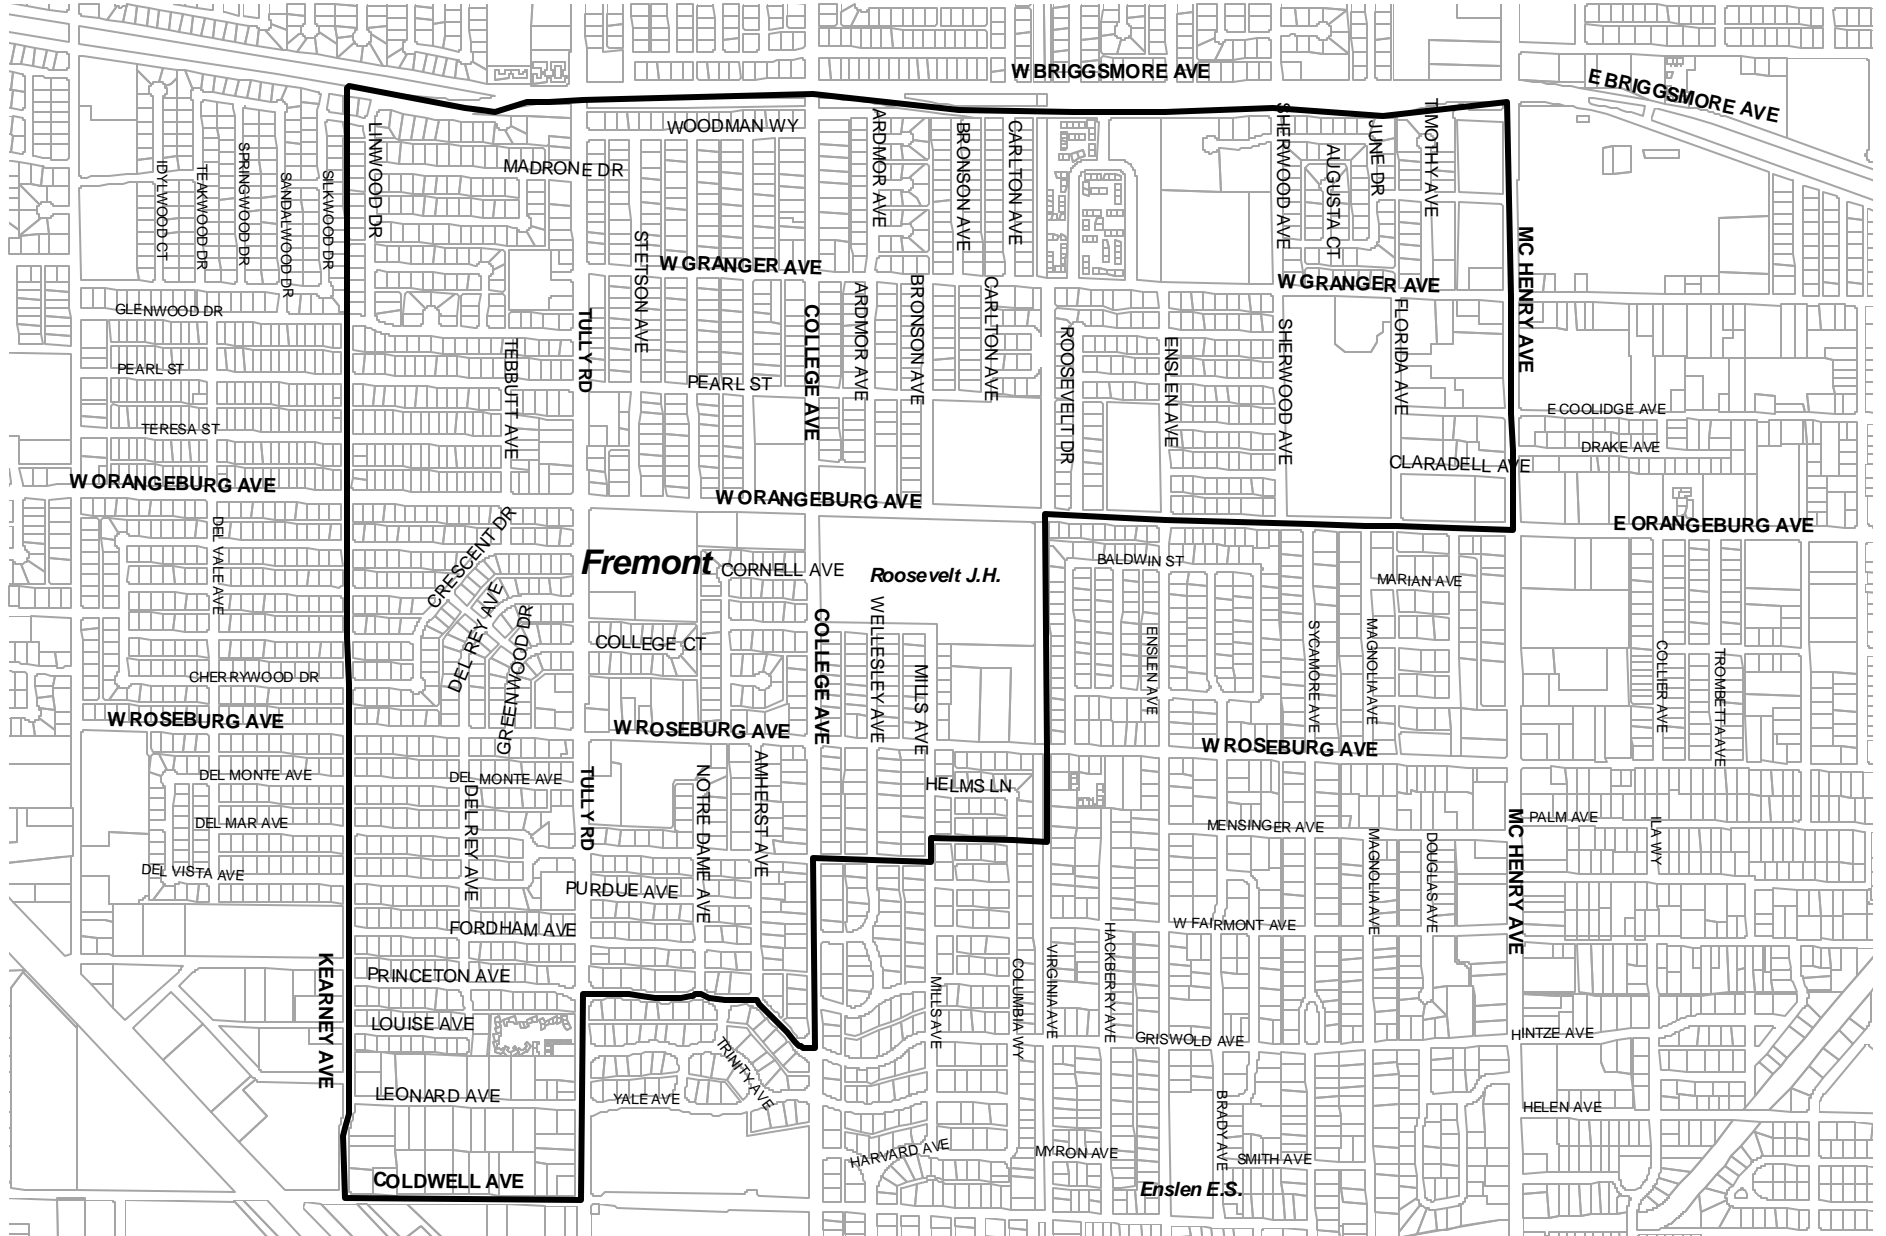 W BRIGGSMORE AVE
E BRIGGSMORE AVE
WOODMAN WY
LINWOOD DR
MADRONE DR
ARDMOR AVE
BRONSON AVE
CARLTON AVE
SHERWOOD AVE
AUGUSTA CT
JUNE DR
TIMOTHY AVE
IDYLWOOD CT
TEAKWOOD DR
SPRINGWOOD DR
SANDALWOOD DR
SILKWOOD DR
STETSON AVE
W GRANGER AVE
W GRANGER AVE
MC HENRY AVE
GLENWOOD DR
TULLY RD
COLLEGE AVE
ARDMOR AVE
BRONSON AVE
CARLTON AVE
ROOSEVELT DR
ENSLEN AVE
SHERWOOD AVE
FLORIDA AVE
TEBBUTT AVE
PEARL ST
PEARL ST
E COOLIDGE AVE
TERESA ST
DRAKE AVE
CLARADELL AVE
W ORANGEBURG AVE
W ORANGEBURG AVE
E ORANGEBURG AVE
DEL VALE AVE
CRESCENT DR
Fremont
CORNELL AVE
Roosevelt J.H.
BALDWIN ST
MARIAN AVE
DEL REY AVE
GREENWOOD DR
COLLEGE CT
COLLEGE AVE
WELLESLEY AVE
MILLS AVE
ENSLEN AVE
SYCAMORE AVE
MAGNOLIA AVE
COLLIER AVE
TROMBETTA AVE
CHERRYWOOD DR
W ROSEBURG AVE
W ROSEBURG AVE
W ROSEBURG AVE
DEL MONTE AVE
DEL MONTE AVE
TULLY RD
NOTRE DAME AVE
AMHERST AVE
HELMS LN
DEL REY AVE
DEL MAR AVE
MENSINGER AVE
MAGNOLIA AVE
DOUGLAS AVE
MC HENRY AVE
PALM AVE
ILA WY
DEL VISTA AVE
PURDUE AVE
FORDHAM AVE
W FAIRMONT AVE
KEARNEY AVE
PRINCETON AVE
MILLS AVE
COLUMBIA WY
VIRGINIA AVE
HACKBERRY AVE
LOUISE AVE
GRISWOLD AVE
HINTZE AVE
TRINITY AVE
LEONARD AVE
YALE AVE
BRADY AVE
HELEN AVE
HARVARD AVE
MYRON AVE
SMITH AVE
COLDWELL AVE
Enslen E.S.